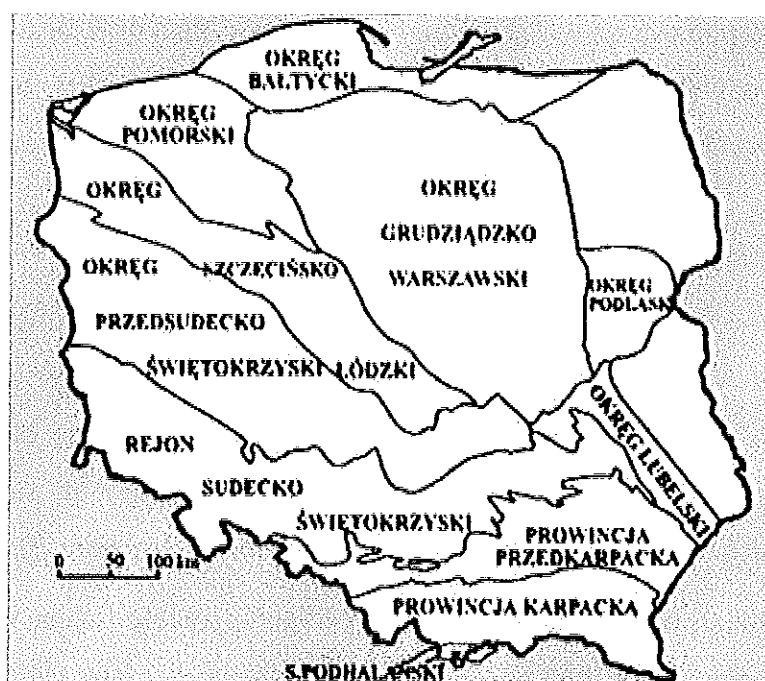 OKRĘG
BAŁTYCKI
OKRĘG
POMORSKI
OKRĘG
SZCZECIŃSKO
ŁÓDZKI
OKRĘG
GRUDZIĄDZKO
WARSZAWSKI
OKRĘG
PODLASKI
OKRĘG
PRZEDSUDECKO
ŚWIĘTOKRZYSKI
OKRĘG LUBELSKI
REJON
SUDECKO
ŚWIĘTOKRZYSKI
PROWINCJA
PRZEDKARPACKA
PROWINCJA KARPACKA
0 50 100 km
S.PODHALAŃSKI